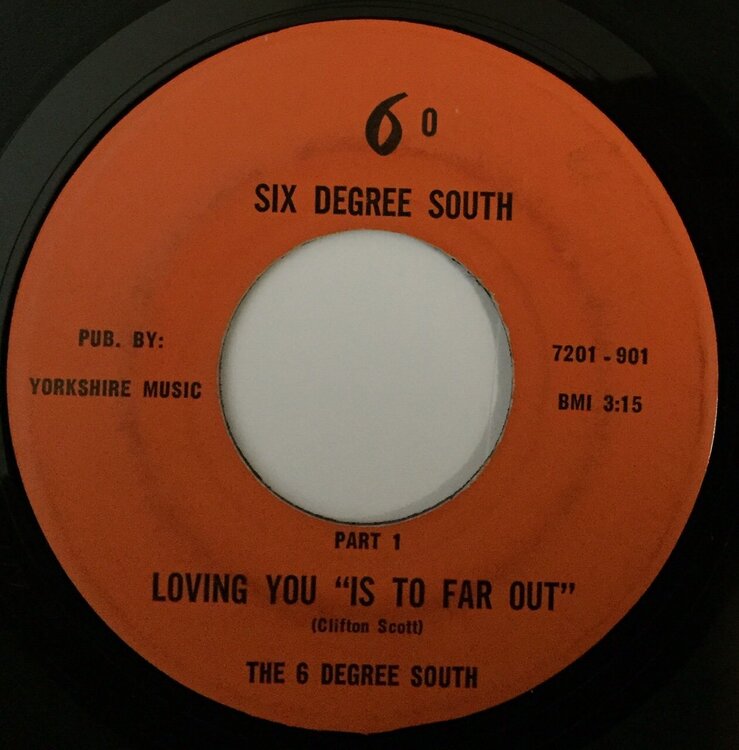 6 0
SIX DEGREE SOUTH
PUB. BY:
YORKSHIRE MUSIC
7201 - 901
BMI 3:15
PART 1
LOVING YOU “IS TO FAR OUT”
(Clifton Scott)
THE 6 DEGREE SOUTH